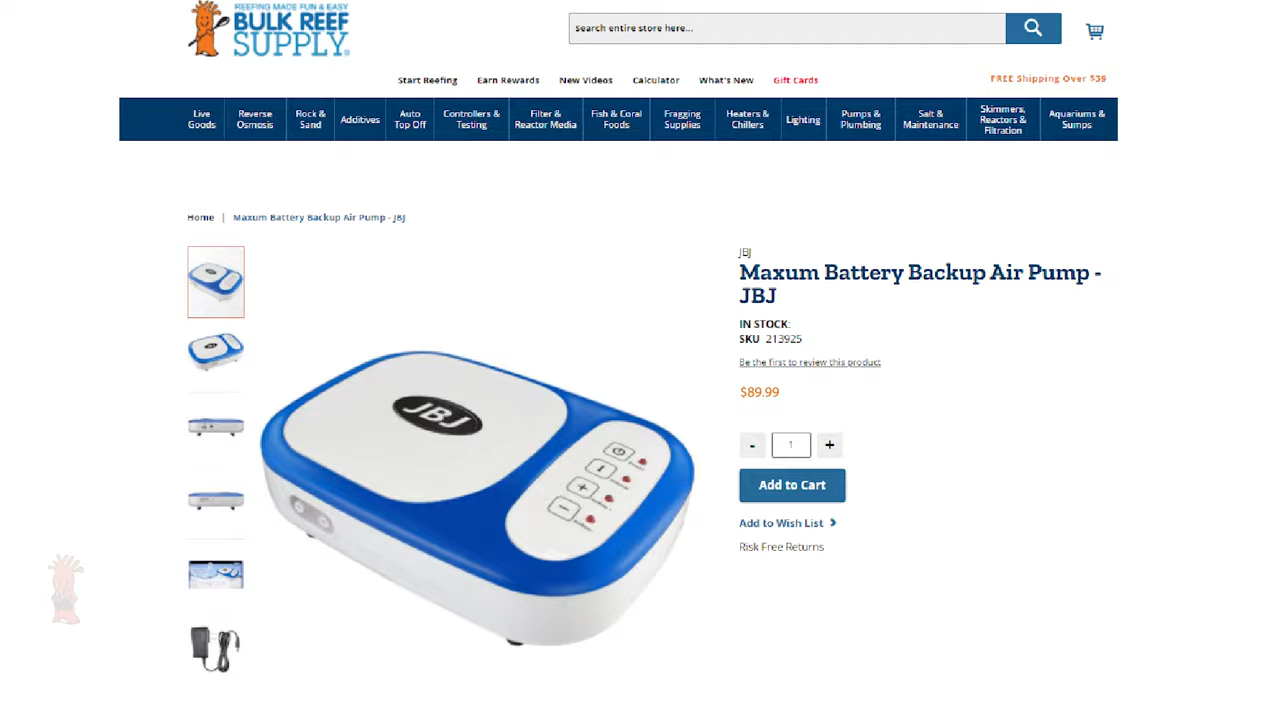 REEFING MADE FUN & EASY
BULK REEF
SUPPLY
Search entire store here...
Start Reefing
Earn Rewards
New Videos
Calculator
What's New
Gift Cards
FREE Shipping Over $39
Live
Goods
Reverse
Osmosis
Rock &
Sand
Additives
Auto
Top Off
Controllers &
Testing
Filter &
Reactor Media
Fish & Coral
Foods
Fragging
Supplies
Heaters &
Chillers
Lighting
Pumps &
Plumbing
Salt &
Maintenance
Skimmers,
Reactors &
Filtration
Aquariums &
Sumps
Home | Maxum Battery Backup Air Pump - JBJ
JBJ
JBJ
Maxum Battery Backup Air Pump -
JBJ
IN STOCK:
SKU 213925
Be the first to review this product
$89.99
- 1 +
Add to Cart
Add to Wish List
Risk Free Returns